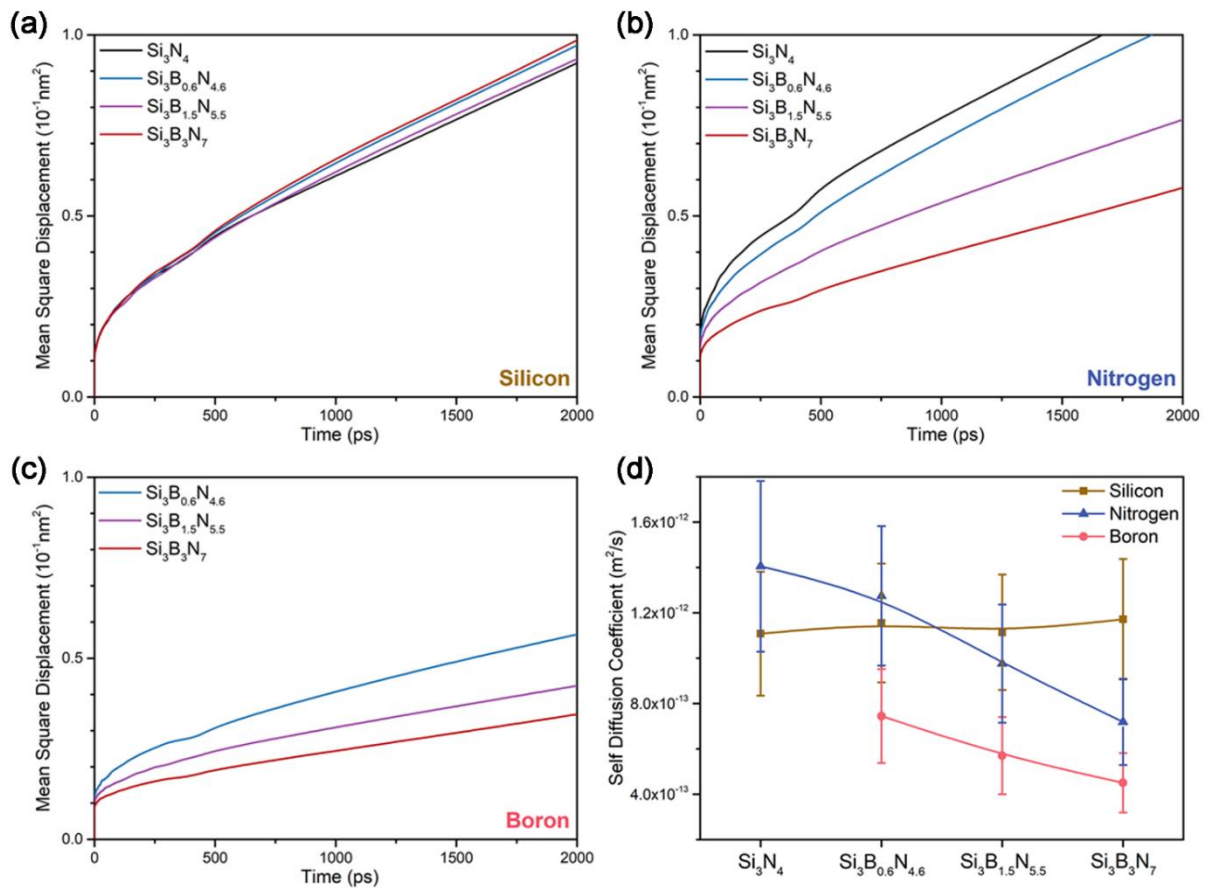 (a)
Si₃N₄
Si₃B₀.₆N₄.₆
Si₃B₁.₅N₅.₅
Si₃B₃N₇
Mean Square Displacement (10⁻¹nm²)
1.0
0.5
0.0
0 500 1000 1500 2000
Time (ps)
Silicon
(b)
Si₃N₄
Si₃B₀.₆N₄.₆
Si₃B₁.₅N₅.₅
Si₃B₃N₇
Mean Square Displacement (10⁻¹nm²)
1.0
0.5
0.0
0 500 1000 1500 2000
Time (ps)
Nitrogen
(c)
Si₃B₀.₆N₄.₆
Si₃B₁.₅N₅.₅
Si₃B₃N₇
Mean Square Displacement (10⁻¹nm²)
1.0
0.5
0.0
0 500 1000 1500 2000
Time (ps)
Boron
(d)
Silicon
Nitrogen
Boron
Self Diffusion Coefficient (m²/s)
1.6x10⁻¹²
1.2x10⁻¹²
8.0x10⁻¹³
4.0x10⁻¹³
Si₃N₄ Si₃B₀.₆N₄.₆ Si₃B₁.₅N₅.₅ Si₃B₃N₇